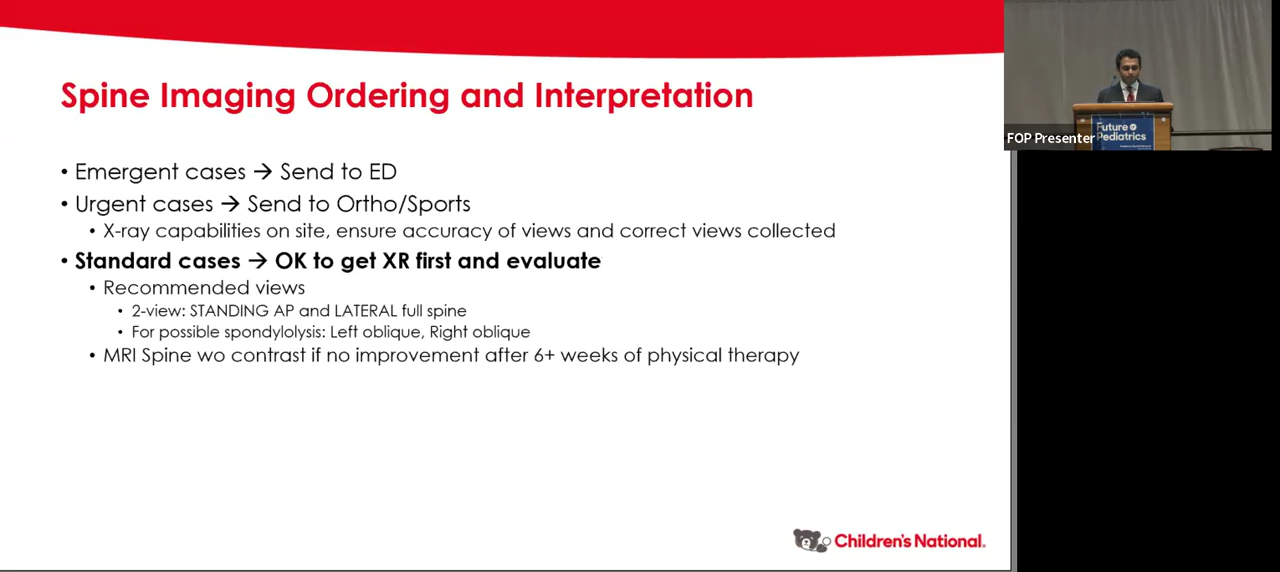 Spine Imaging Ordering and Interpretation
• Emergent cases → Send to ED
• Urgent cases → Send to Ortho/Sports
• X-ray capabilities on site, ensure accuracy of views and correct views collected
• Standard cases → OK to get XR first and evaluate
• Recommended views
• 2-view: STANDING AP and LATERAL full spine
• For possible spondylolysis: Left oblique, Right oblique
• MRI Spine wo contrast if no improvement after 6+ weeks of physical therapy
Children's National.
FOP Presenter
Future of
Pediatrics